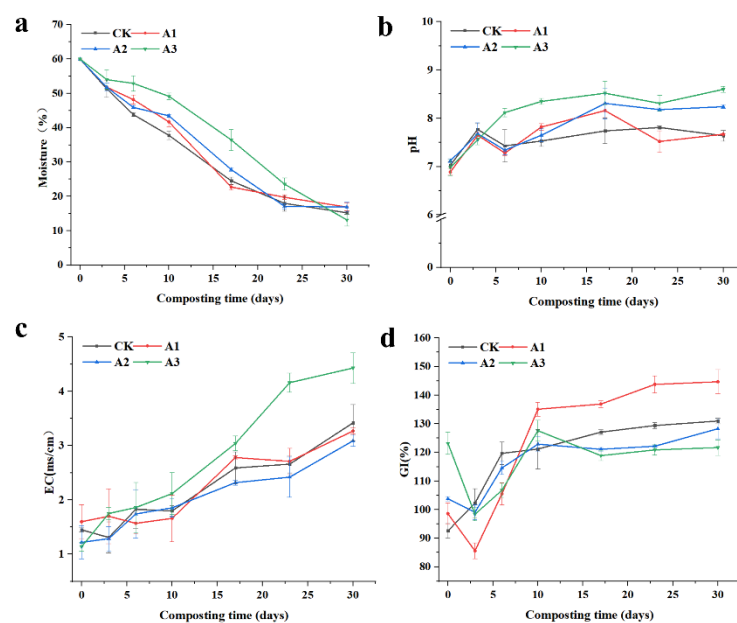 a
CK A1
A2 A3
70
60
50
40
30
20
10
0
Moisture (%)
0 5 10 15 20 25 30
Composting time (days)
b
CK A1
A2 A3
10
9
8
7
6
0
pH
0 5 10 15 20 25 30
Composting time (days)
c
CK A1
A2 A3
5
4
3
2
1
EC(ms/cm)
0 5 10 15 20 25 30
Composting time (days)
d
CK A1
A2 A3
160
150
140
130
120
110
100
90
80
GI(%)
0 5 10 15 20 25 30
Composting time (days)